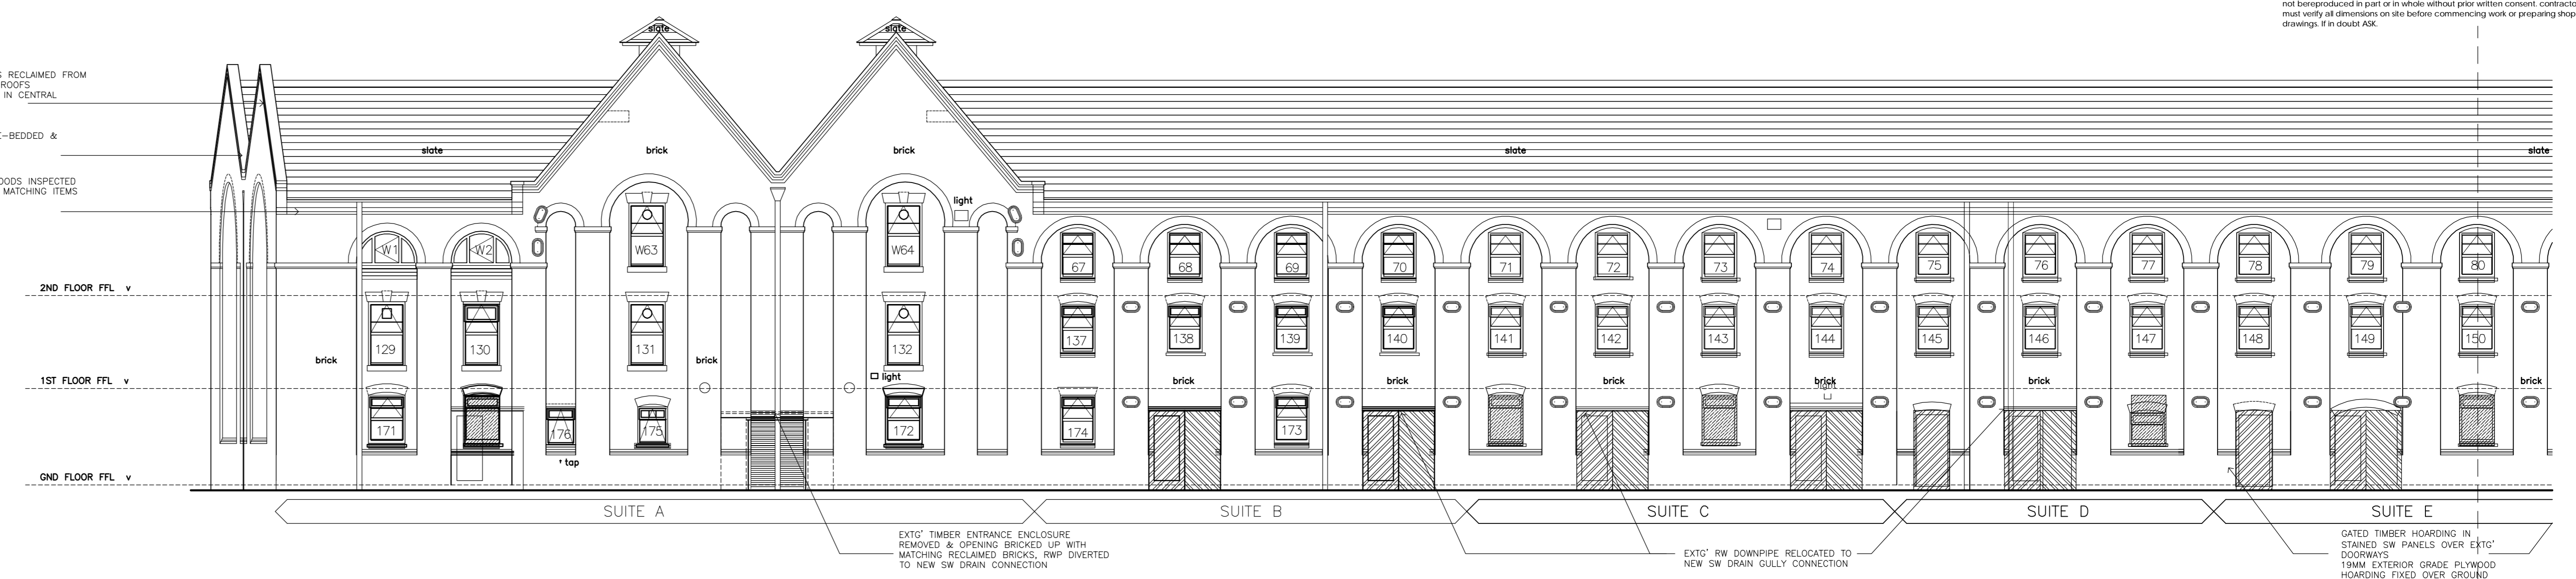 not bereproduced in part or in whole without prior written consent. contracto
must verify all dimensions on site before commencing work or preparing shop
drawings. If in doubt ASK.
slate
slate
RECLAIMED FROM
ROOFS
IN CENTRAL
E-BEDDED &
OODS INSPECTED
MATCHING ITEMS
slate
brick
brick
slate
slate
light
W1
W2
W63
W64
67
68
69
70
71
72
73
74
75
76
77
78
79
80
2ND FLOOR FFL v
129
130
131
132
137
138
139
140
141
142
143
144
145
146
147
148
149
150
brick
brick
1ST FLOOR FFL v
light
brick
brick
brick
brick
light
brick
brick
171
176
175
172
174
173
tap
GND FLOOR FFL v
SUITE A
SUITE B
SUITE C
SUITE D
SUITE E
EXTG' TIMBER ENTRANCE ENCLOSURE
REMOVED & OPENING BRICKED UP WITH
MATCHING RECLAIMED BRICKS, RWP DIVERTED
TO NEW SW DRAIN CONNECTION
EXTG' RW DOWNPIPE RELOCATED TO
NEW SW DRAIN GULLY CONNECTION
GATED TIMBER HOARDING IN
STAINED SW PANELS OVER EXTG'
DOORWAYS
19MM EXTERIOR GRADE PLYWOOD
HOARDING FIXED OVER GROUND